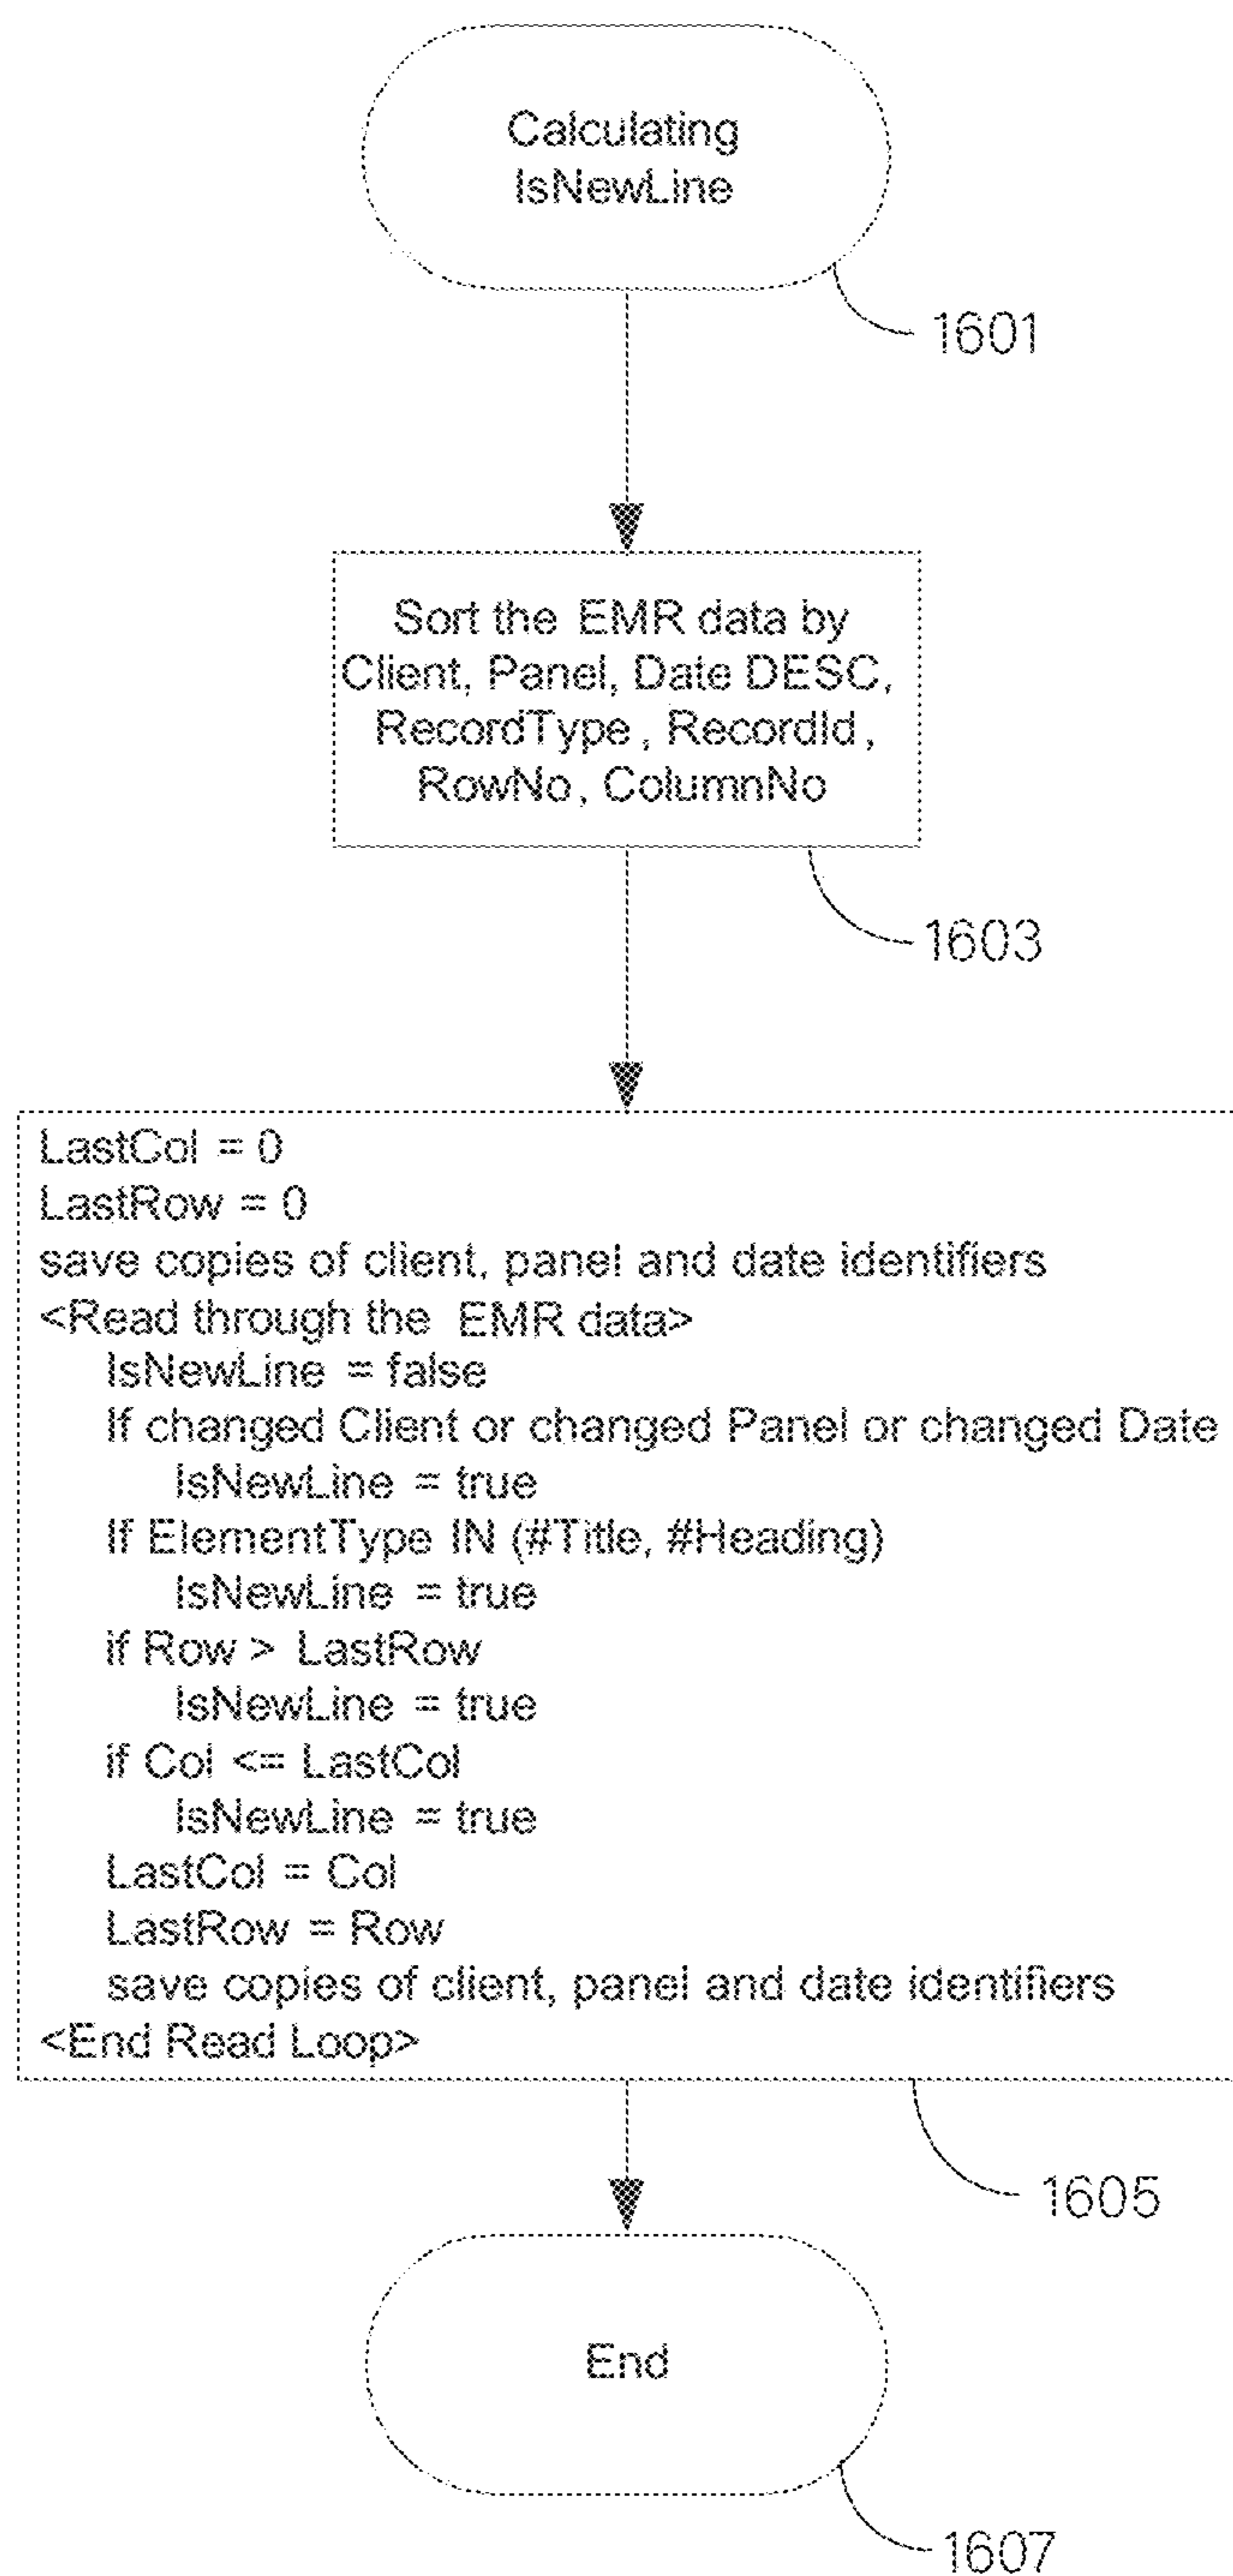 Calculating
IsNewLine
1601
Sort the EMR data by
Client, Panel, Date DESC,
RecordType, RecordId,
RowNo, ColumnNo
1603
LastCol = 0
LastRow = 0
save copies of client, panel and date identifiers
<Read through the EMR data>
IsNewLine = false
If changed Client or changed Panel or changed Date
IsNewLine = true
If ElementType IN (#Title, #Heading)
IsNewLine = true
if Row > LastRow
IsNewLine = true
if Col <= LastCol
IsNewLine = true
LastCol = Col
LastRow = Row
save copies of client, panel and date identifiers
<End Read Loop>
1605
End
1607